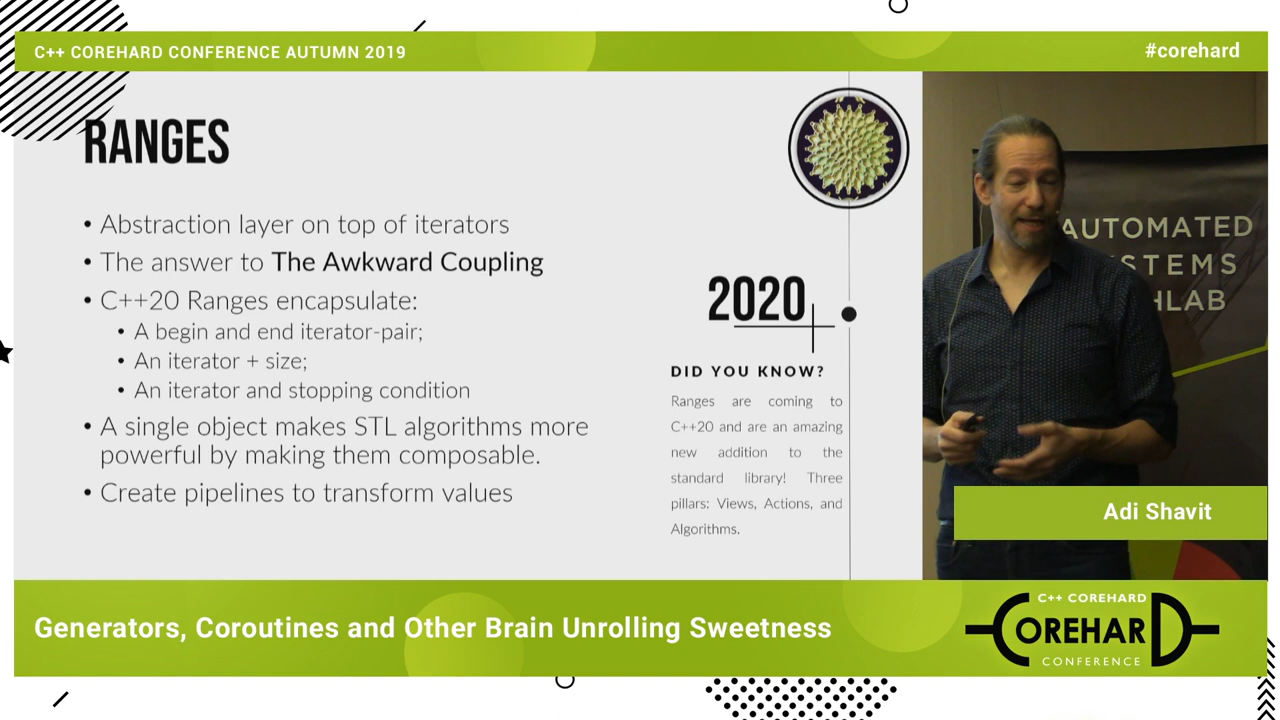 C++ COREHARD CONFERENCE AUTUMN 2019
#corehard
RANGES
• Abstraction layer on top of iterators
• The answer to The Awkward Coupling
• C++20 Ranges encapsulate:
• A begin and end iterator-pair;
• An iterator + size;
• An iterator and stopping condition
• A single object makes STL algorithms more
powerful by making them composable.
• Create pipelines to transform values
2020
DID YOU KNOW?
Ranges are coming to
C++20 and are an amazing
new addition to the
standard library! Three
pillars: Views, Actions, and
Algorithms.
AUTOMATED
STEMS
HLAB
Adi Shavit
Generators, Coroutines and Other Brain Unrolling Sweetness
C++ COREHARD
COREHARD
CONFERENCE